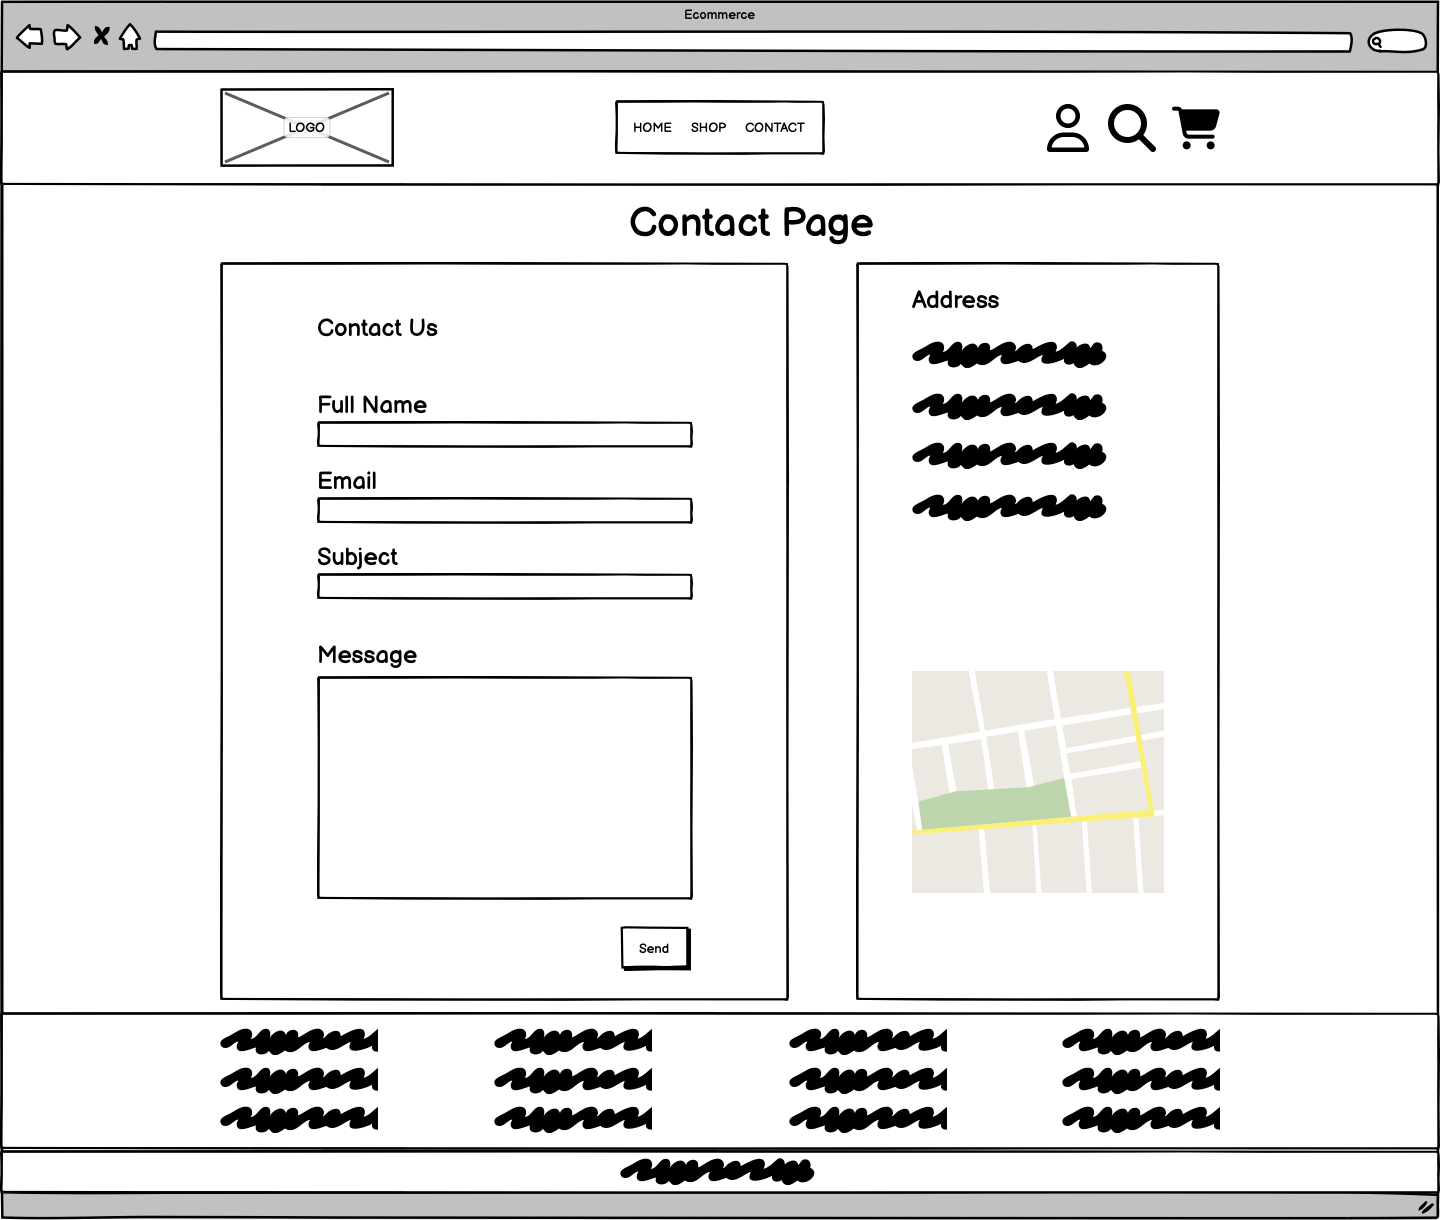 Ecommerce
LOGO
HOME SHOP CONTACT
Contact Page
Contact Us
Full Name
Email
Subject
Message
Send
Address